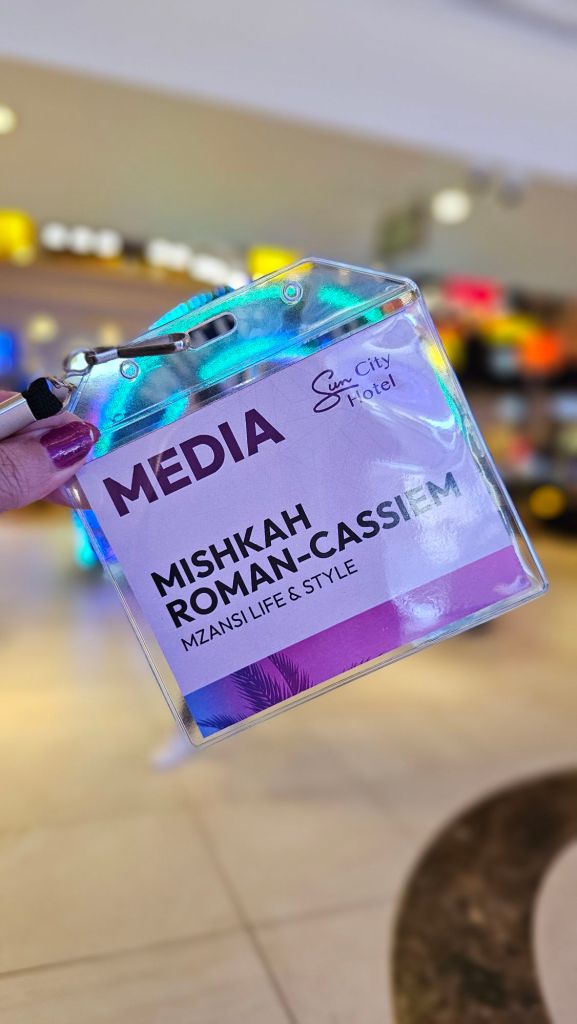 Sun City
Hotel
MEDIA
MISHKAH
ROMAN-CASSIEM
MZANSI LIFE & STYLE